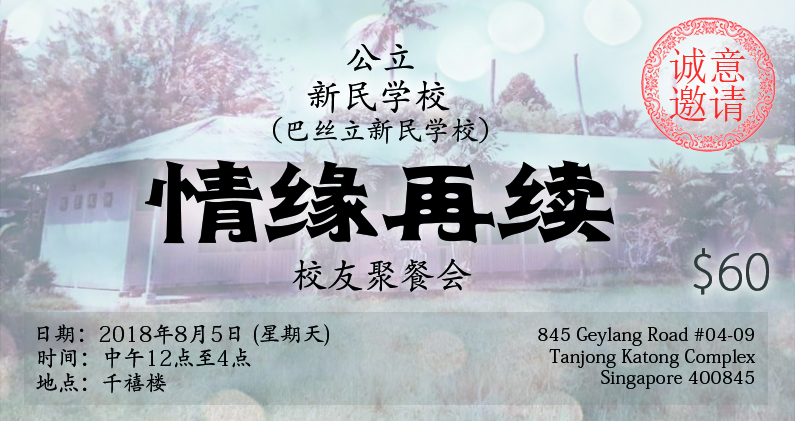 公立
新民学校
(巴丝立新民学校)
情缘再续
校友聚餐会
诚意
邀请
$60
日期: 2018年8月5日 (星期天)
时间: 中午12点至4点
地点: 千禧楼
845 Geylang Road #04-09
Tanjong Katong Complex
Singapore 400845